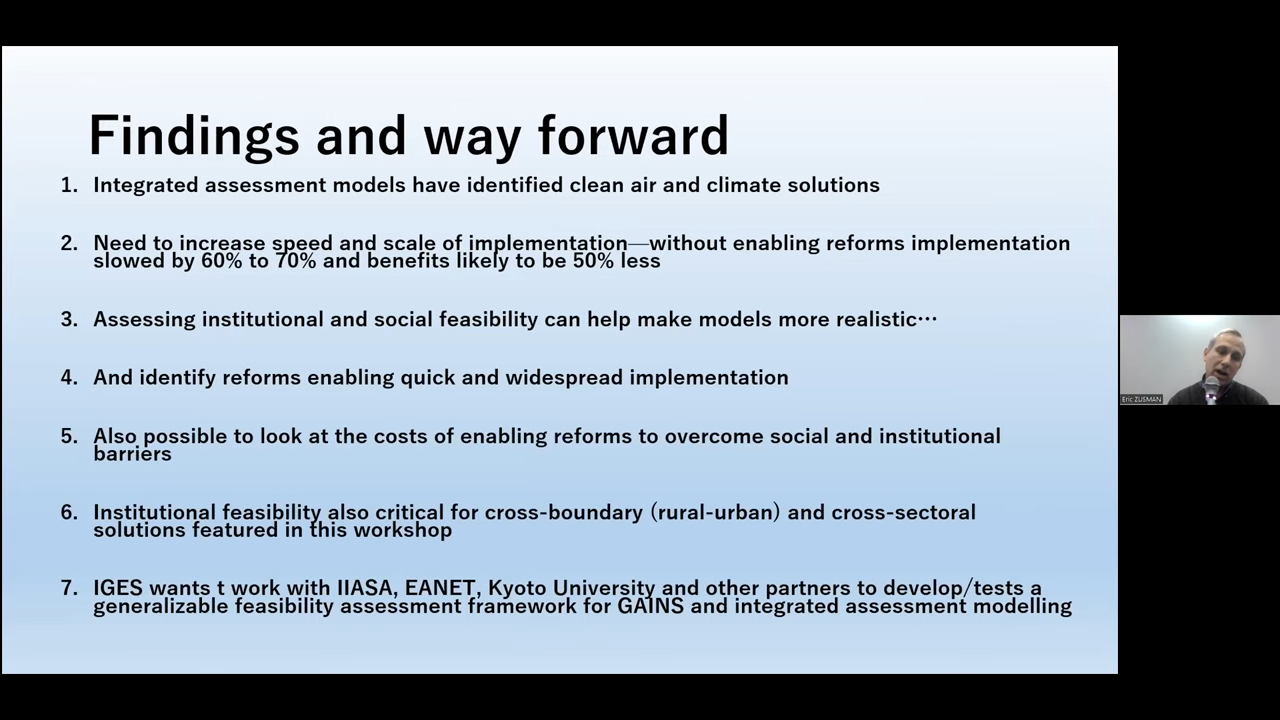 Findings and way forward
1. Integrated assessment models have identified clean air and climate solutions
2. Need to increase speed and scale of implementation—without enabling reforms implementation
slowed by 60% to 70% and benefits likely to be 50% less
3. Assessing institutional and social feasibility can help make models more realistic…
4. And identify reforms enabling quick and widespread implementation
5. Also possible to look at the costs of enabling reforms to overcome social and institutional
barriers
6. Institutional feasibility also critical for cross-boundary (rural-urban) and cross-sectoral
solutions featured in this workshop
7. IGES wants t work with IIASA, EANET, Kyoto University and other partners to develop/tests a
generalizable feasibility assessment framework for GAINS and integrated assessment modelling
Eric ZUSMAN